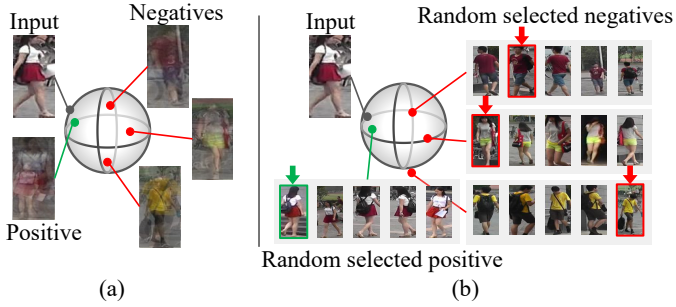 Input
Negatives
Positive
(a)
Input
Random selected negatives
Random selected positive
(b)